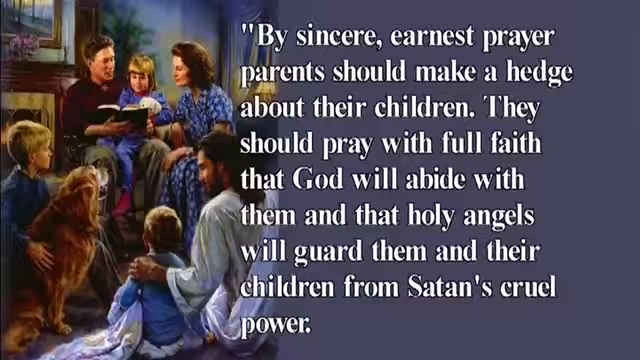 "By sincere, earnest prayer
parents should make a hedge
about their children. They
should pray with full faith
that God will abide with
them and that holy angels
will guard them and their
children from Satan's cruel
power.